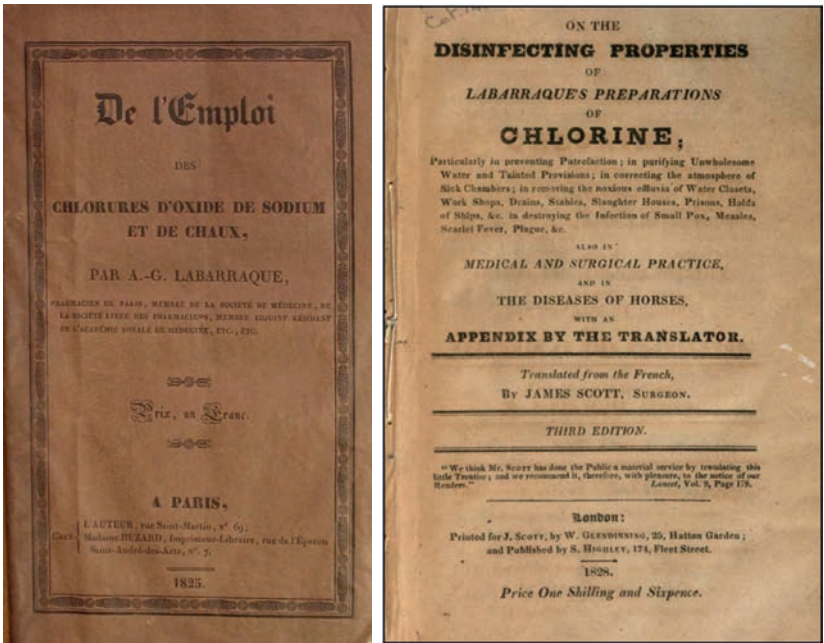 De l'Emploi
DES
CHLORURES D'OXIDE DE SODIUM
ET DE CHAUX,
PAR A.-G. LABARRAQUE,
PHARMACIEN DE PARIS, MEMBRE DE LA SOCIÉTÉ DE MÉDECINE, DE
LA SOCIÉTÉ LIBRE DES PHARMACIENS, MEMBRE ADJOINT RÉSIDANT
DE L'ACADÉMIE ROYALE DE MÉDECINE, ETC., ETC.
Prix, un Franc.
A PARIS,
CHEZ
L'AUTEUR, rue Saint-Martin, n°. 69;
Madame HUZARD, Imprimeur-Libraire, rue de l'Éperon
Saint-André-des-Arts, n°. 7.
1825.
ON THE
DISINFECTING PROPERTIES
OF
LABARRAQUE'S PREPARATIONS
OF
CHLORINE;
Particularly in preventing Putrefaction; in purifying Unwholesome
Water and Tainted Provisions; in correcting the atmosphere of
Sick Chambers; in removing the noxious effluvia of Water Closets,
Work Shops, Drains, Stables, Slaughter Houses, Prisons, Holds
of Ships, &c. in destroying the Infection of Small Pox, Measles,
Scarlet Fever, Plague, &c.
ALSO IN
MEDICAL AND SURGICAL PRACTICE,
AND IN
THE DISEASES OF HORSES,
WITH AN
APPENDIX BY THE TRANSLATOR.
Translated from the French,
BY JAMES SCOTT, SURGEON.
THIRD EDITION.
"We think Mr. SCOTT has done the Public a material service by translating this
little Treatise; and we recommend it, therefore, with pleasure, to the notice of our
Readers." Lancet, Vol. 9, Page 179.
London:
Printed for J. SCOTT, by W. GLENDINNING, 25, Hatton Garden;
and Published by S. HIGHLEY, 174, Fleet Street.
1828.
Price One Shilling and Sixpence.